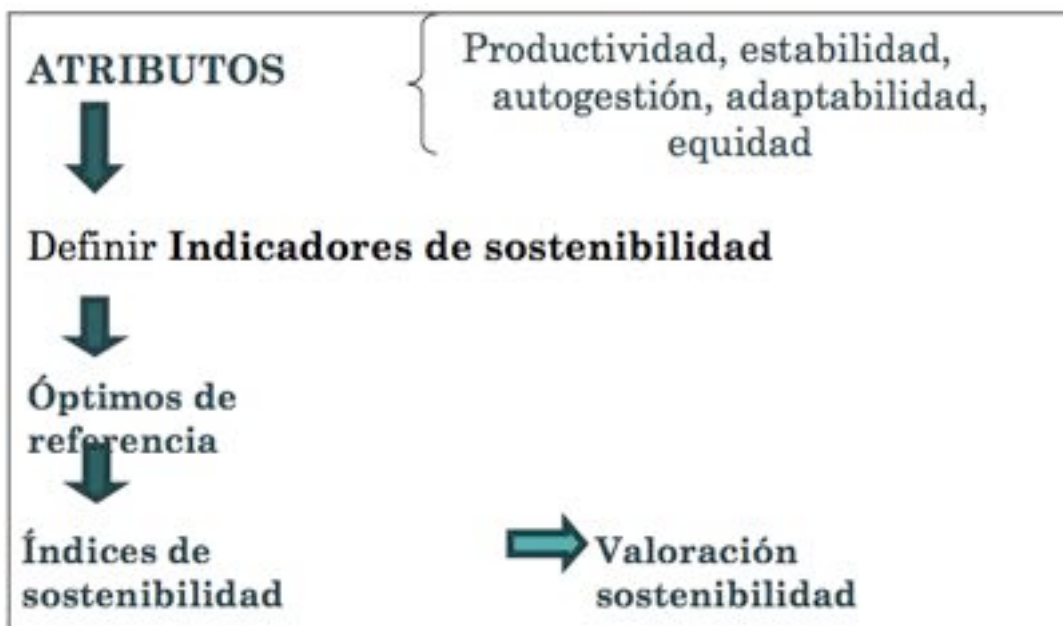 ATRIBUTOS
Productividad, estabilidad,
autogestión, adaptabilidad,
equidad
Definir Indicadores de sostenibilidad
Óptimos de
referencia
Índices de
sostenibilidad
Valoración
sostenibilidad